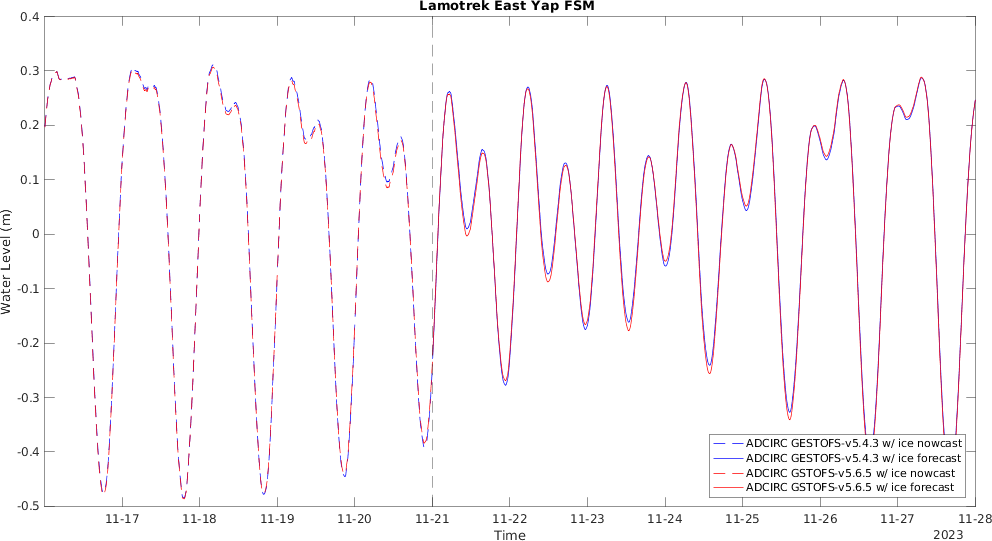 Lamotrek East Yap FSM
0.4
0.3
0.2
0.1
0
-0.1
-0.2
-0.3
-0.4
-0.5
Water Level (m)
ADCIRC GESTOFS-v5.4.3 w/ ice nowcast
ADCIRC GESTOFS-v5.4.3 w/ ice forecast
ADCIRC GSTOFS-v5.6.5 w/ ice nowcast
ADCIRC GSTOFS-v5.6.5 w/ ice forecast
11-17 11-18 11-19 11-20 11-21 11-22 11-23 11-24 11-25 11-26 11-27 11-28
Time
2023